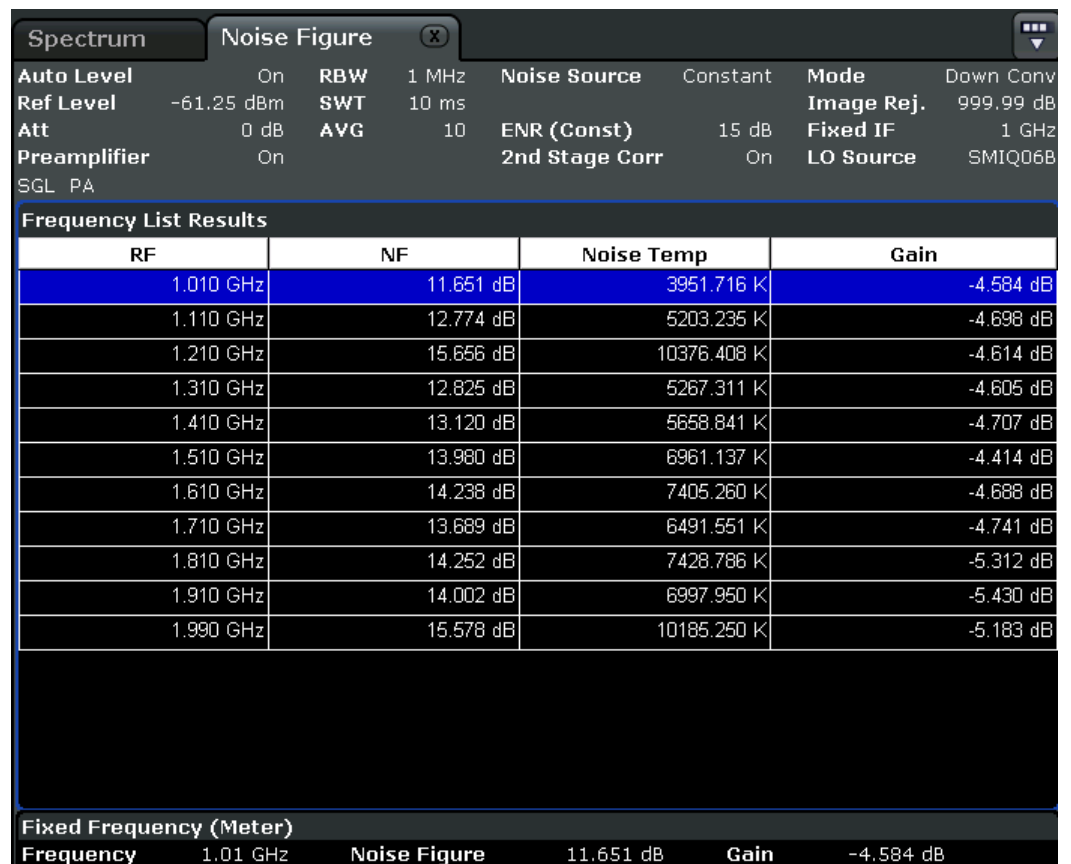 Spectrum Noise Figure X
Auto Level On RBW 1 MHz Noise Source Constant Mode Down Conv
Ref Level -61.25 dBm SWT 10 ms Image Rej. 999.99 dB
Att 0 dB AVG 10 ENR (Const) 15 dB Fixed IF 1 GHz
Preamplifier On 2nd Stage Corr On LO Source SMIQ06B
SGL PA
Frequency List Results
RF NF Noise Temp Gain
1.010 GHz 11.651 dB 3951.716 K -4.584 dB
1.110 GHz 12.774 dB 5203.235 K -4.698 dB
1.210 GHz 15.656 dB 10376.408 K -4.614 dB
1.310 GHz 12.825 dB 5267.311 K -4.605 dB
1.410 GHz 13.120 dB 5658.841 K -4.707 dB
1.510 GHz 13.980 dB 6961.137 K -4.414 dB
1.610 GHz 14.238 dB 7405.260 K -4.688 dB
1.710 GHz 13.689 dB 6491.551 K -4.741 dB
1.810 GHz 14.252 dB 7428.786 K -5.312 dB
1.910 GHz 14.002 dB 6997.950 K -5.430 dB
1.990 GHz 15.578 dB 10185.250 K -5.183 dB
Fixed Frequency (Meter)
Frequency 1.01 GHz Noise Figure 11.651 dB Gain -4.584 dB